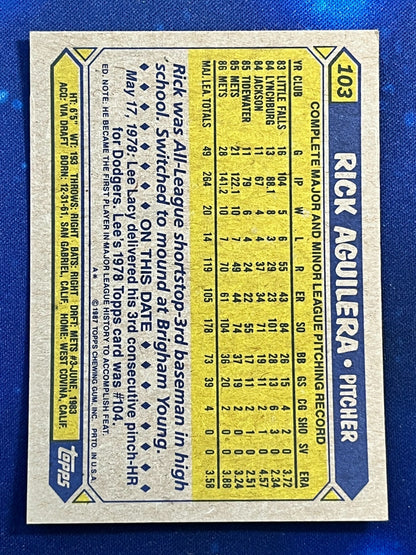 103
RICK AGUILERA • PITCHER
COMPLETE MAJOR AND MINOR LEAGUE PITCHING RECORD
YR CLUB G IP W L R ER SO BB GS CG SHO SV ERA
83 LITTLE FALLS 16 104 5 6 55 43 84 26 15 4 2 0 3.72
84 LYNCHBURG 13 88.1 8 3 29 23 101 28 13 6 3 0 2.34
84 JACKSON 11 67 4 4 37 34 71 19 11 2 1 0 4.57
85 TIDEWATER 11 79 6 4 24 22 55 17 11 2 1 1 2.51
85 METS 21 122.1 10 7 49 44 74 37 19 2 0 0 3.24
86 METS 28 141.2 10 7 70 61 104 36 20 2 0 0 3.88
MAJ. LEA. TOTALS 49 264 20 14 119 105 178 73 39 4 0 0 3.58
Rick was All-League shortstop-3rd baseman in high
school. Switched to mound at Brigham Young.
ON THIS DATE
May 17, 1978: Lee Lacy delivered his 3rd consecutive pinch-HR
for Dodgers. Lee's 1978 Topps card was #104.
ED. NOTE: HE BECAME THE FIRST PLAYER IN MAJOR LEAGUE HISTORY TO ACCOMPLISH FEAT.
A* © 1987 TOPPS CHEWING GUM, INC. PRTD. IN U.S.A.
HT: 6'5" WT: 193 THROWS: RIGHT BATS: RIGHT DRFT: METS #3-JUNE, 1983
ACQ: VIA DRAFT BORN: 12-31-61, SAN GABRIEL, CALIF. HOME: WEST COVINA, CALIF.
topps